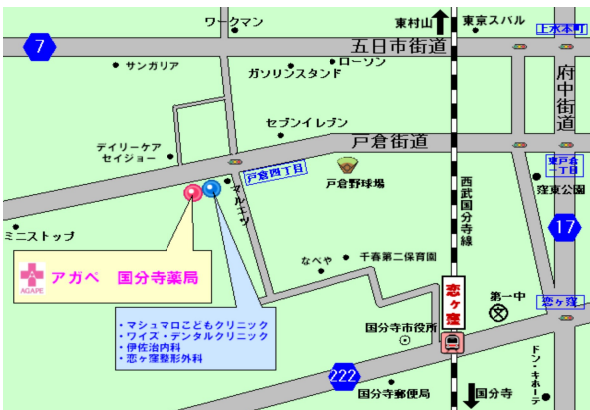 ワークマン
東村山
東京スバル
上水本町
7
五日市街道
ローソン
サンガリア
ガソリンスタンド
府中街道
セブンイレブン
戸倉街道
デイリーケア
セイジョー
戸倉四丁目
マルエツ
戸倉野球場
西武国分寺線
東戸倉
一丁目
窪東公園
17
ミニストップ
アガペ 国分寺薬局
AGAPE
なべや
千春第二保育園
恋ヶ窪
第一中
恋ヶ窪
・マシュマロこどもクリニック
・ワイズ・デンタルクリニック
・伊佐治内科
・恋ヶ窪整形外科
国分寺市役所
222
国分寺郵便局
国分寺
ドン・キホーテ